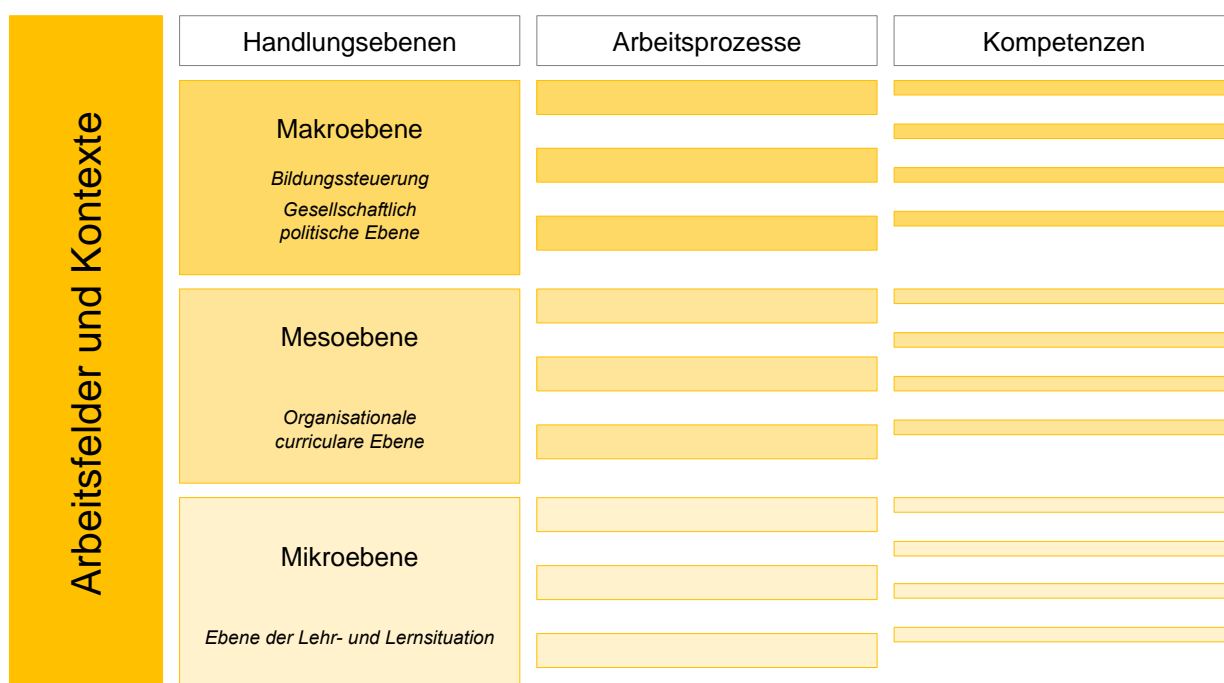 Arbeitsfelder und Kontexte
Handlungsebenen
Arbeitsprozesse
Kompetenzen
Makroebene
Bildungssteuerung
Gesellschaftlich
politische Ebene
Mesoebene
Organisationale
curriculare Ebene
Mikroebene
Ebene der Lehr- und Lernsituation